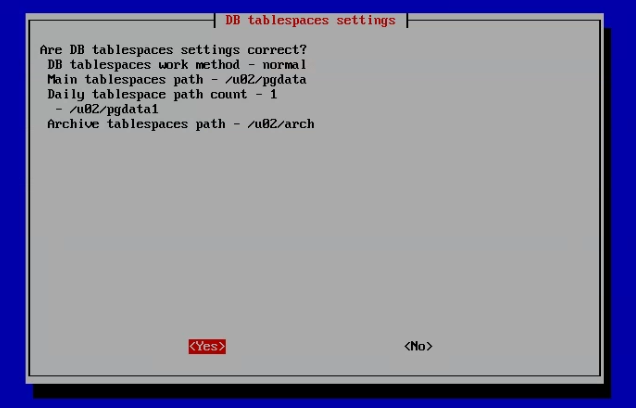 DB tablespaces settings
Are DB tablespaces settings correct?
DB tablespaces work method - normal
Main tablespaces path - /u02/pgdata
Daily tablespace path count - 1
- /u02/pgdata1
Archive tablespaces path - /u02/arch
<Yes> <No>